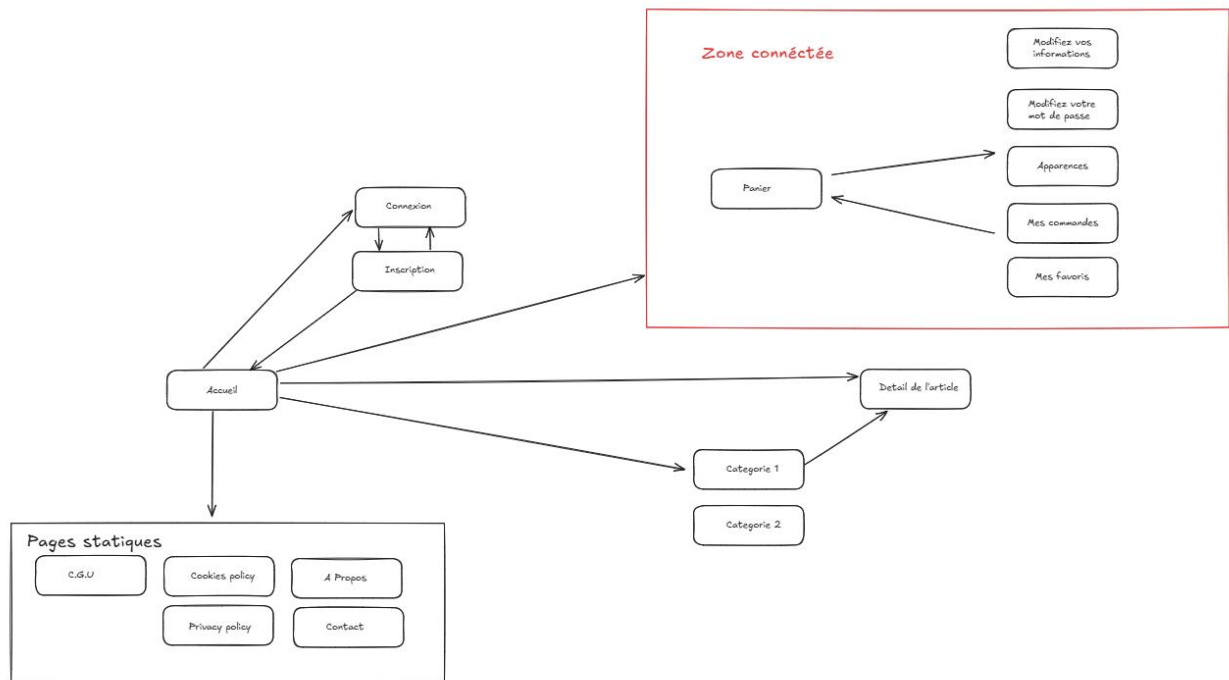 Zone connéctée
Modifiez vos
informations
Modifiez votre
mot de passe
Apparences
Panier
Mes commandes
Mes favoris
Connexion
Inscription
Accueil
Detail de l'article
Categorie 1
Categorie 2
Pages statiques
C.G.U
Cookies policy
A Propos
Privacy policy
Contact